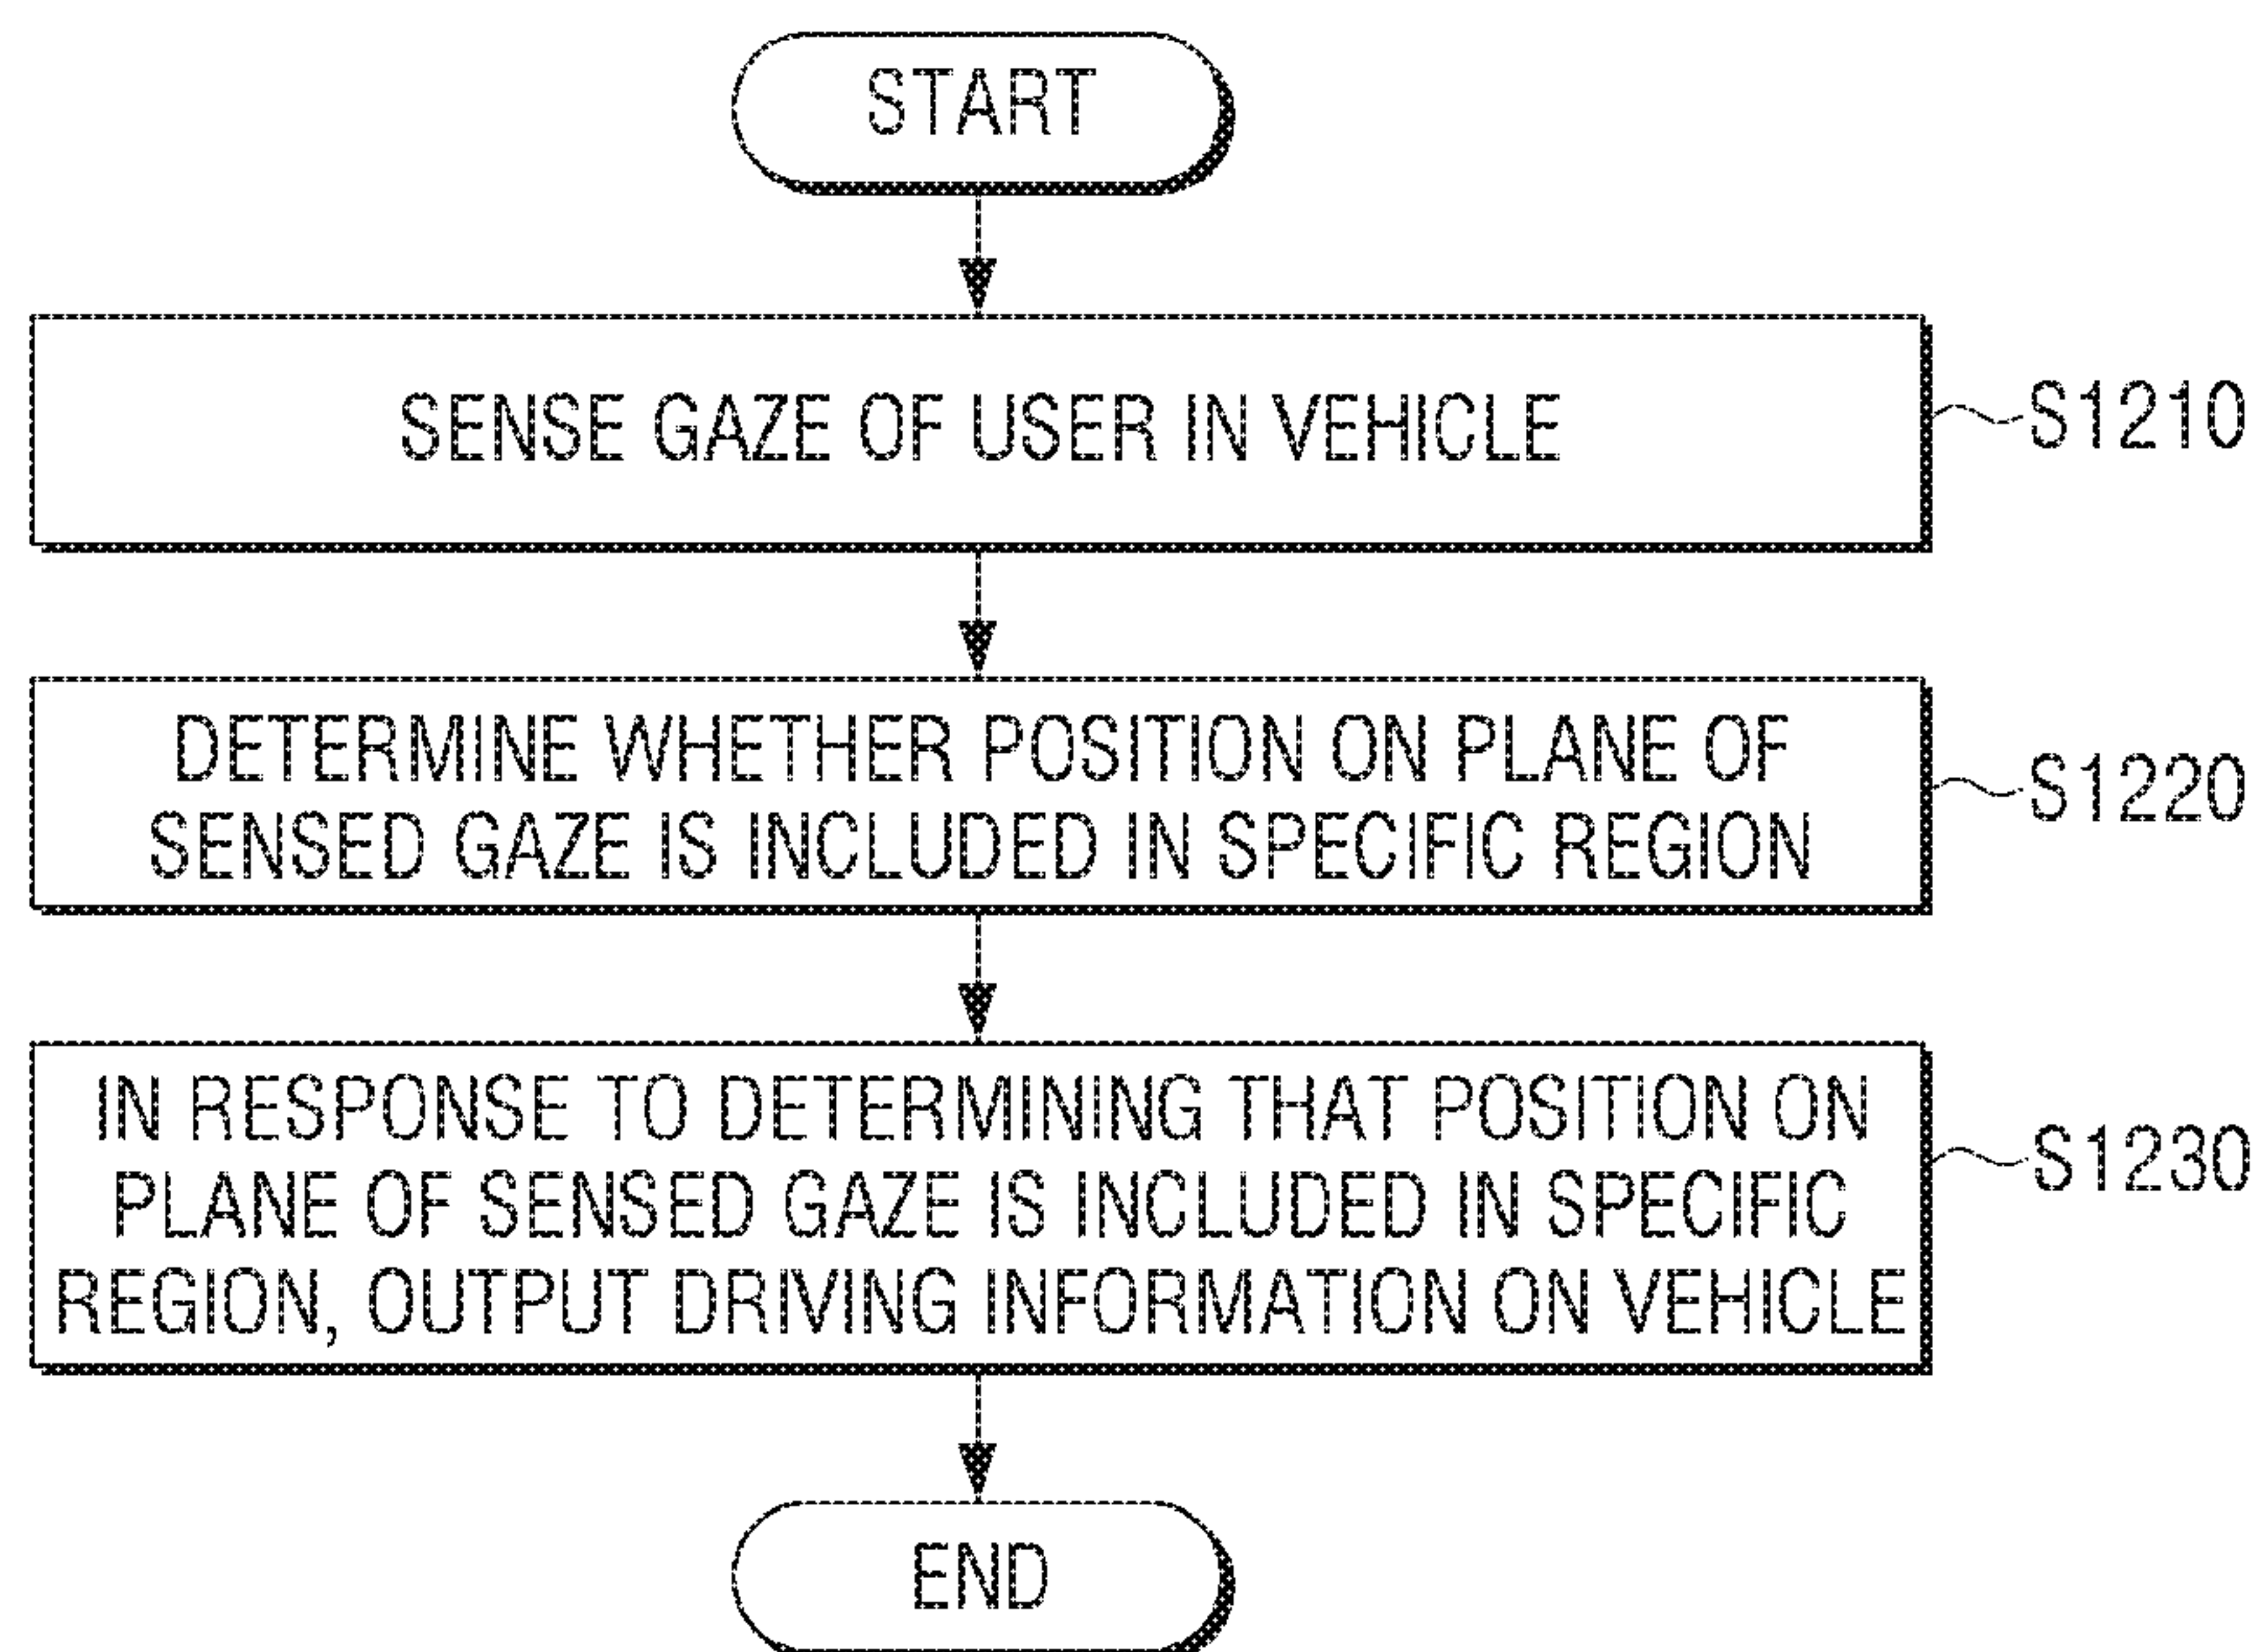 START
SENSE GAZE OF USER IN VEHICLE
S1210
DETERMINE WHETHER POSITION ON PLANE OF
SENSED GAZE IS INCLUDED IN SPECIFIC REGION
S1220
IN RESPONSE TO DETERMINING THAT POSITION ON
PLANE OF SENSED GAZE IS INCLUDED IN SPECIFIC
REGION, OUTPUT DRIVING INFORMATION ON VEHICLE
S1230
END